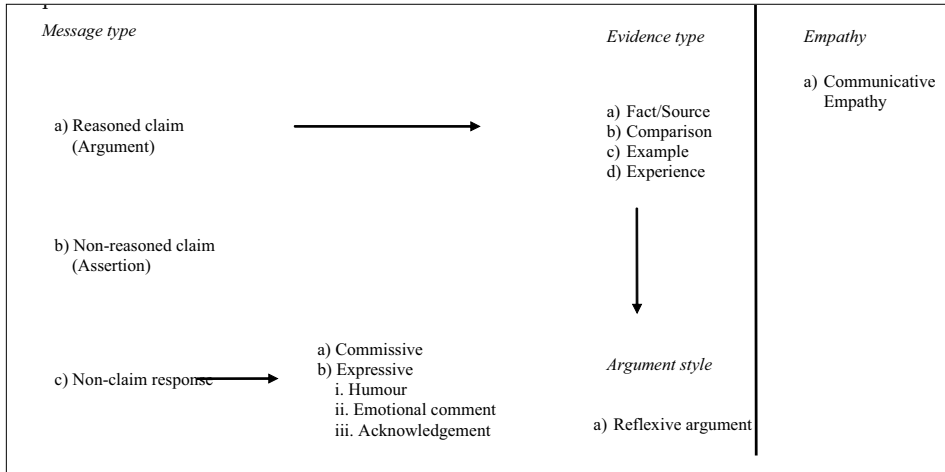 Message type
a) Reasoned claim
(Argument)
b) Non-reasoned claim
(Assertion)
c) Non-claim response
a) Commissive
b) Expressive
i. Humour
ii. Emotional comment
iii. Acknowledgement
Evidence type
a) Fact/Source
b) Comparison
c) Example
d) Experience
Argument style
a) Reflexive argument
Empathy
a) Communicative
Empathy